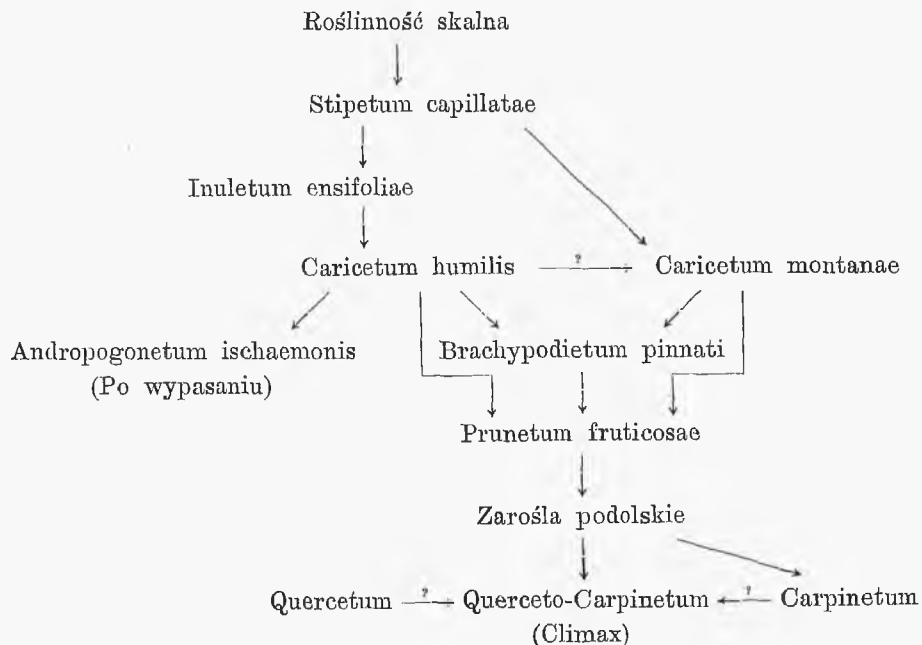 Roślinność skalna
Stipetum capillatae
Inuletum ensifoliae
Caricetum humilis ? Caricetum montanae
Andropogonetum ischaemonis
(Po wypasaniu)
Brachypodietum pinnati
Prunetum fruticosae
Zarośla podolskie
Quercetum ? Querceto-Carpinetum ? Carpinetum
(Climax)